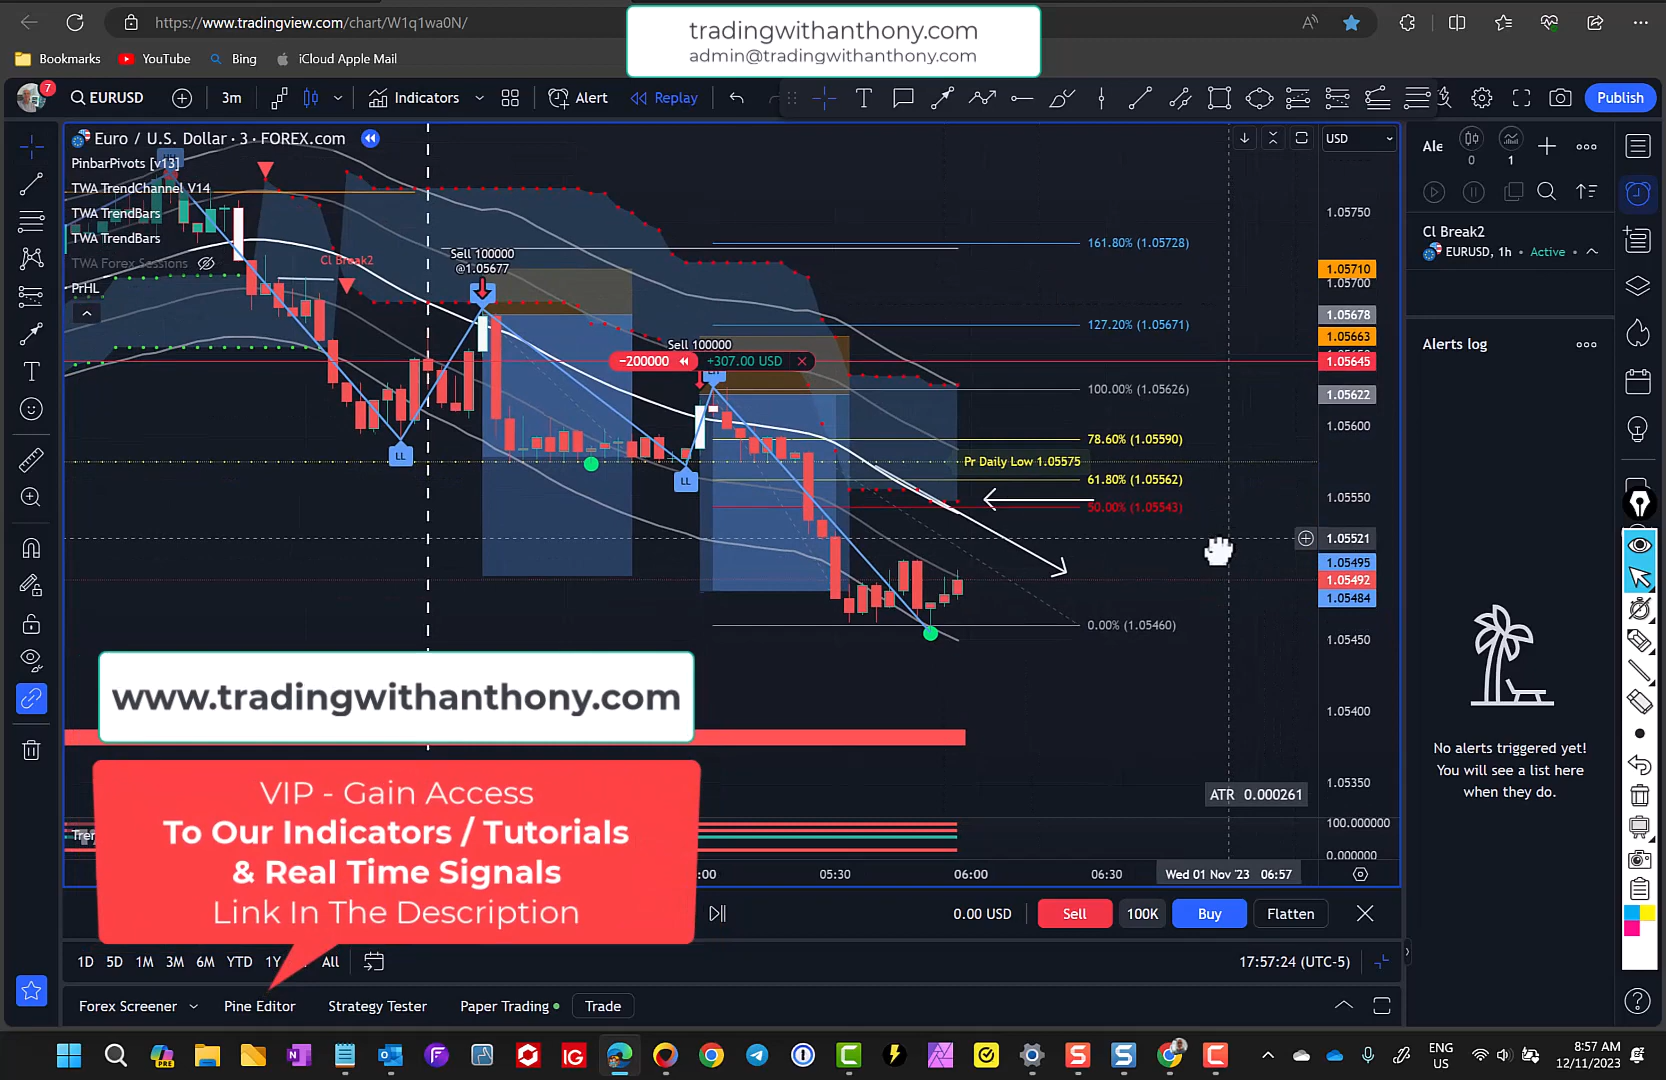 https://www.tradingview.com/chart/W1q1wa0N/
tradingwithanthony.com
admin@tradingwithanthony.com
Bookmarks
YouTube
Bing
iCloud Apple Mail
7
EURUSD
3m
Indicators
Alert
Replay
Publish
Euro / U.S. Dollar · 3 · FOREX.com
USD
PinbarPivots [v13]
TWA TrendChannel V14
TWA TrendBars
TWA TrendBars
TWA Forex Sessions
PrHL
Cl Break2
Sell 100000
@1.05677
Sell 100000
−200000
+307.00 USD
LL
LL
161.80% (1.05728)
127.20% (1.05671)
100.00% (1.05626)
78.60% (1.05590)
Pr Daily Low 1.05575
61.80% (1.05562)
50.00% (1.05543)
0.00% (1.05460)
1.05750
1.05710
1.05700
1.05678
1.05663
1.05645
1.05622
1.05600
1.05550
1.05521
1.05495
1.05492
1.05484
1.05450
1.05400
1.05350
ATR 0.000261
100.000000
0.000000
Ale
0
1
Cl Break2
EURUSD, 1h • Active
Alerts log
No alerts triggered yet!
You will see a list here
when they do.
www.tradingwithanthony.com
VIP - Gain Access
To Our Indicators / Tutorials
& Real Time Signals
Link In The Description
05:30
06:00
06:30
Wed 01 Nov '23 06:57
0.00 USD
Sell
100K
Buy
Flatten
1D
5D
1M
3M
6M
YTD
1Y
All
17:57:24 (UTC-5)
Forex Screener
Pine Editor
Strategy Tester
Paper Trading
Trade
PRE
ENG
US
8:57 AM
12/11/2023